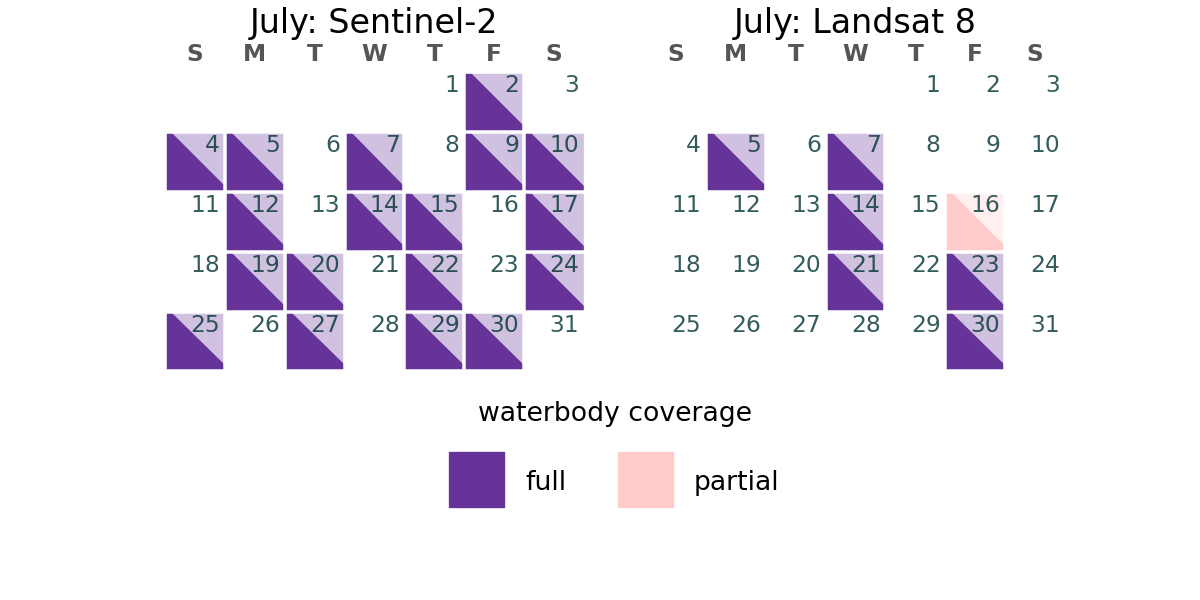 July: Sentinel-2
S M T W T F S
1 2 3
4 5 6 7 8 9 10
11 12 13 14 15 16 17
18 19 20 21 22 23 24
25 26 27 28 29 30 31
July: Landsat 8
S M T W T F S
1 2 3
4 5 6 7 8 9 10
11 12 13 14 15 16 17
18 19 20 21 22 23 24
25 26 27 28 29 30 31
waterbody coverage
full partial